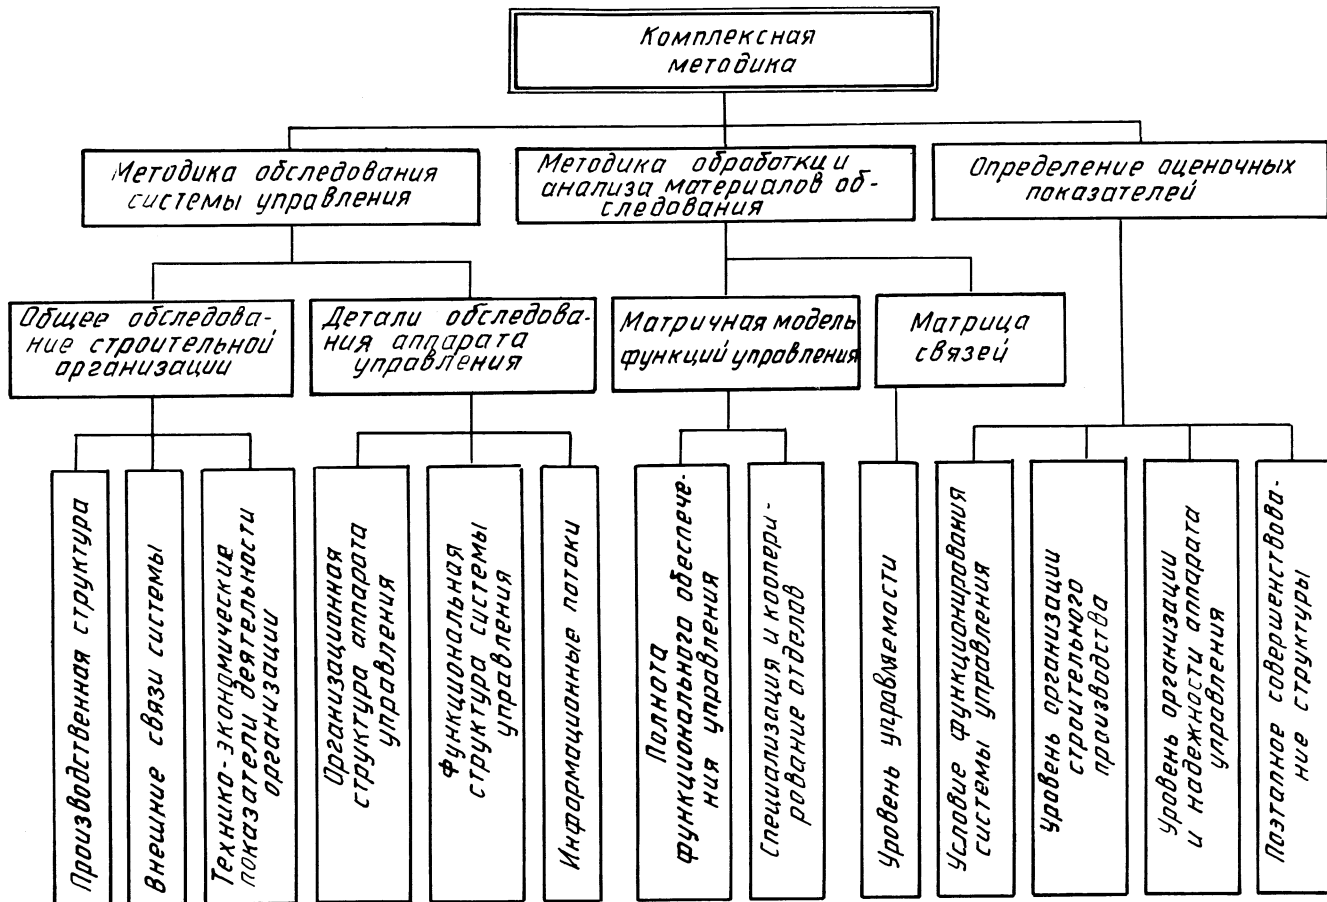 Комплексная
методика
Методика обследования
системы управления
Методика обработки и
анализа материалов об-
следования
Определение оценочных
показателей
Общее обследова-
ние строительной
организации
Детали обследова-
ния аппарата
управления
Матричная модель
функций управления
Матрица
связей
Производственная структура
Внешние связи системы
Технико-экономические
показатели деятельности
организации
Организационная
структура аппарата
управления
Функциональная
структура системы
управления
Информационные потоки
Полнота
функционального обеспече-
ния управления
Специализация и коопери-
рование отделов
Уровень управляемости
Условие функционирования
системы управления
Уровень организации
строительного
производства
Уровень организации
и надежности аппарата
управления
Поэтапное совершенствова-
ние структуры